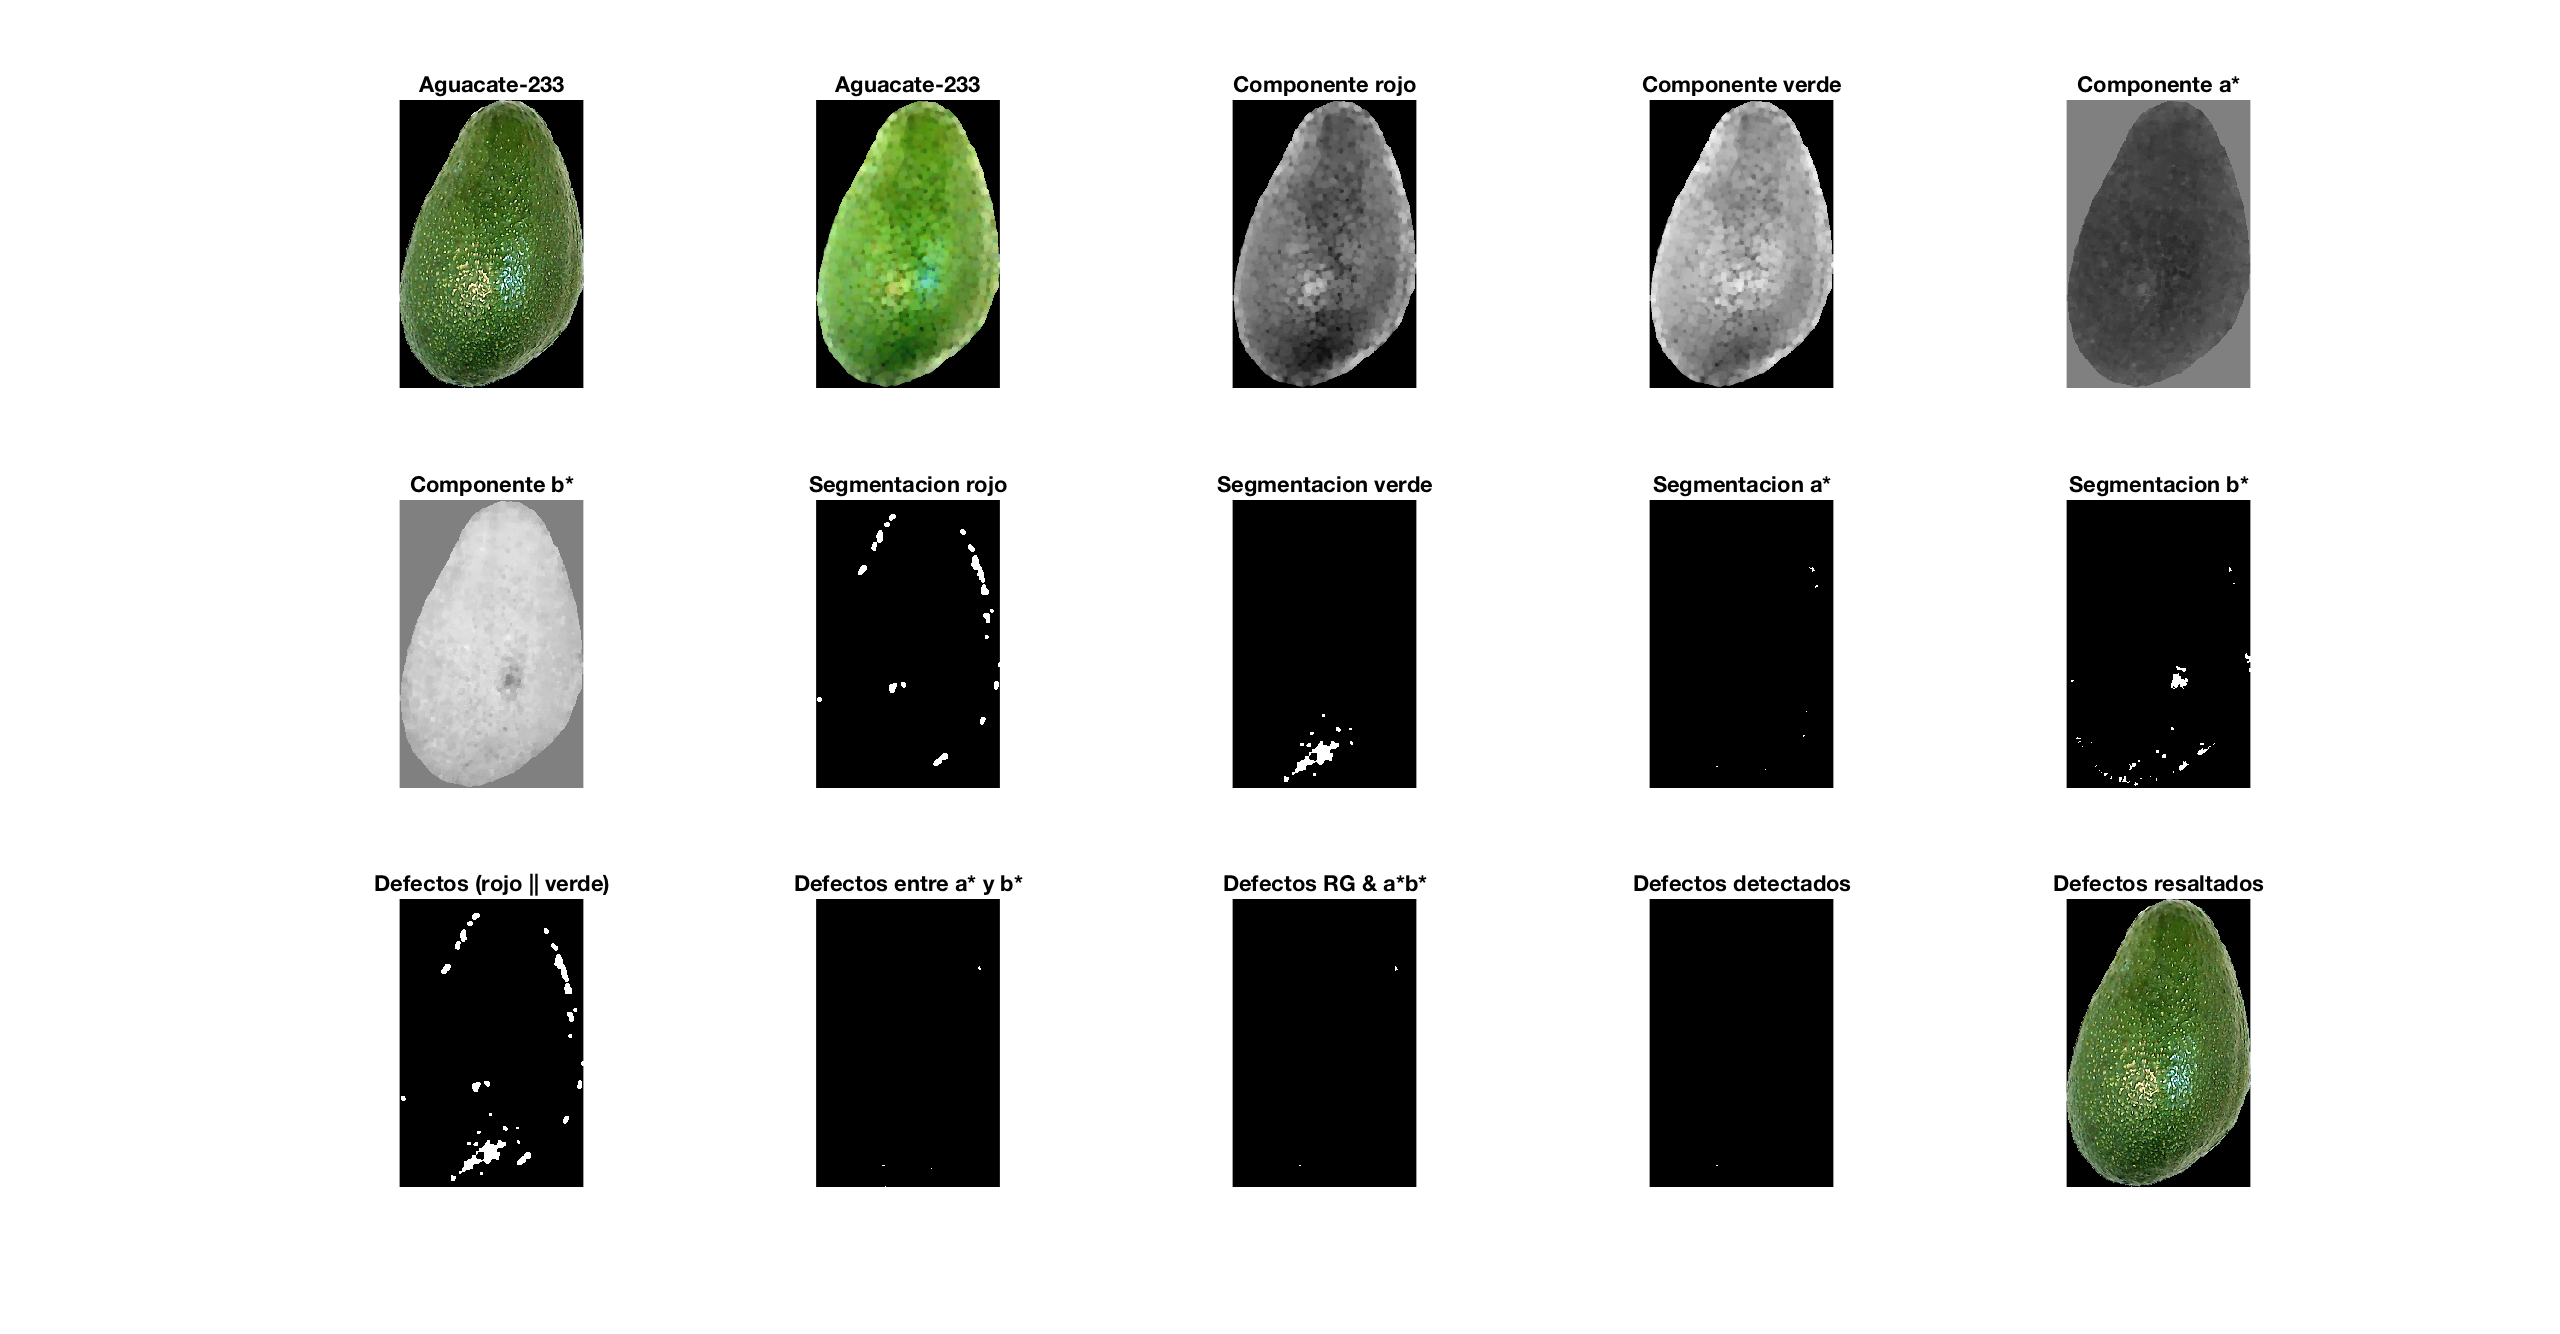 Aguacate-233
Aguacate-233
Componente rojo
Componente verde
Componente a*
Componente b*
Segmentacion rojo
Segmentacion verde
Segmentacion a*
Segmentacion b*
Defectos (rojo || verde)
Defectos entre a* y b*
Defectos RG & a*b*
Defectos detectados
Defectos resaltados